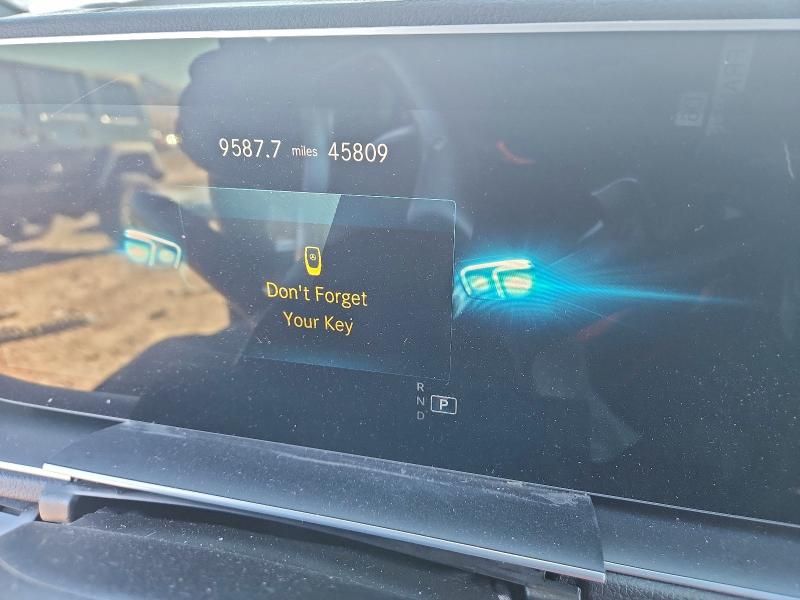 9587.7 miles 45809
Don't Forget
Your Key
R
N P
D